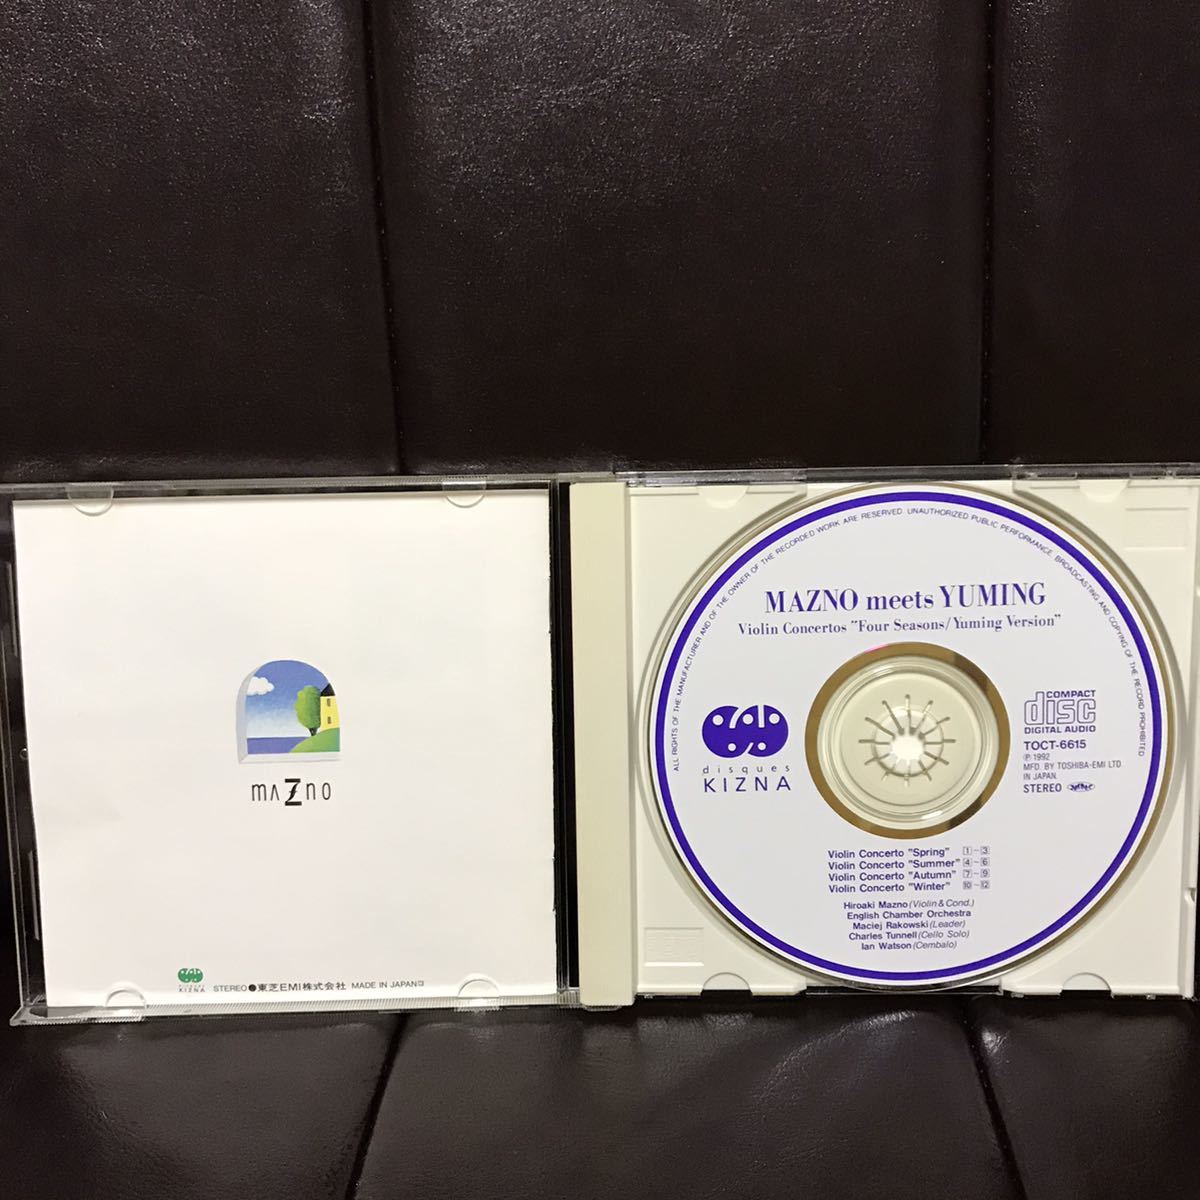 mazno
KIZNA
STEREO ●東芝EMI株式会社 MADE IN JAPAN
ALL RIGHTS OF THE MANUFACTURER AND OF THE OWNER OF THE RECORDED WORK ARE RESERVED. UNAUTHORIZED PUBLIC PERFORMANCE, BROADCASTING AND COPYING OF THE RECORD PROHIBITED
MAZNO meets YUMING
Violin Concertos "Four Seasons/Yuming Version"
disques
KIZNA
COMPACT
disc
DIGITAL AUDIO
TOCT-6615
℗ 1992
MFD. BY TOSHIBA-EMI LTD.
IN JAPAN.
STEREO
Violin Concerto "Spring" 1~3
Violin Concerto "Summer" 4~6
Violin Concerto "Autumn" 7~9
Violin Concerto "Winter" 10~12
Hiroaki Mazno (Violin & Cond.)
English Chamber Orchestra
Maciej Rakowski (Leader)
Charles Tunnell (Cello Solo)
Ian Watson (Cembalo)